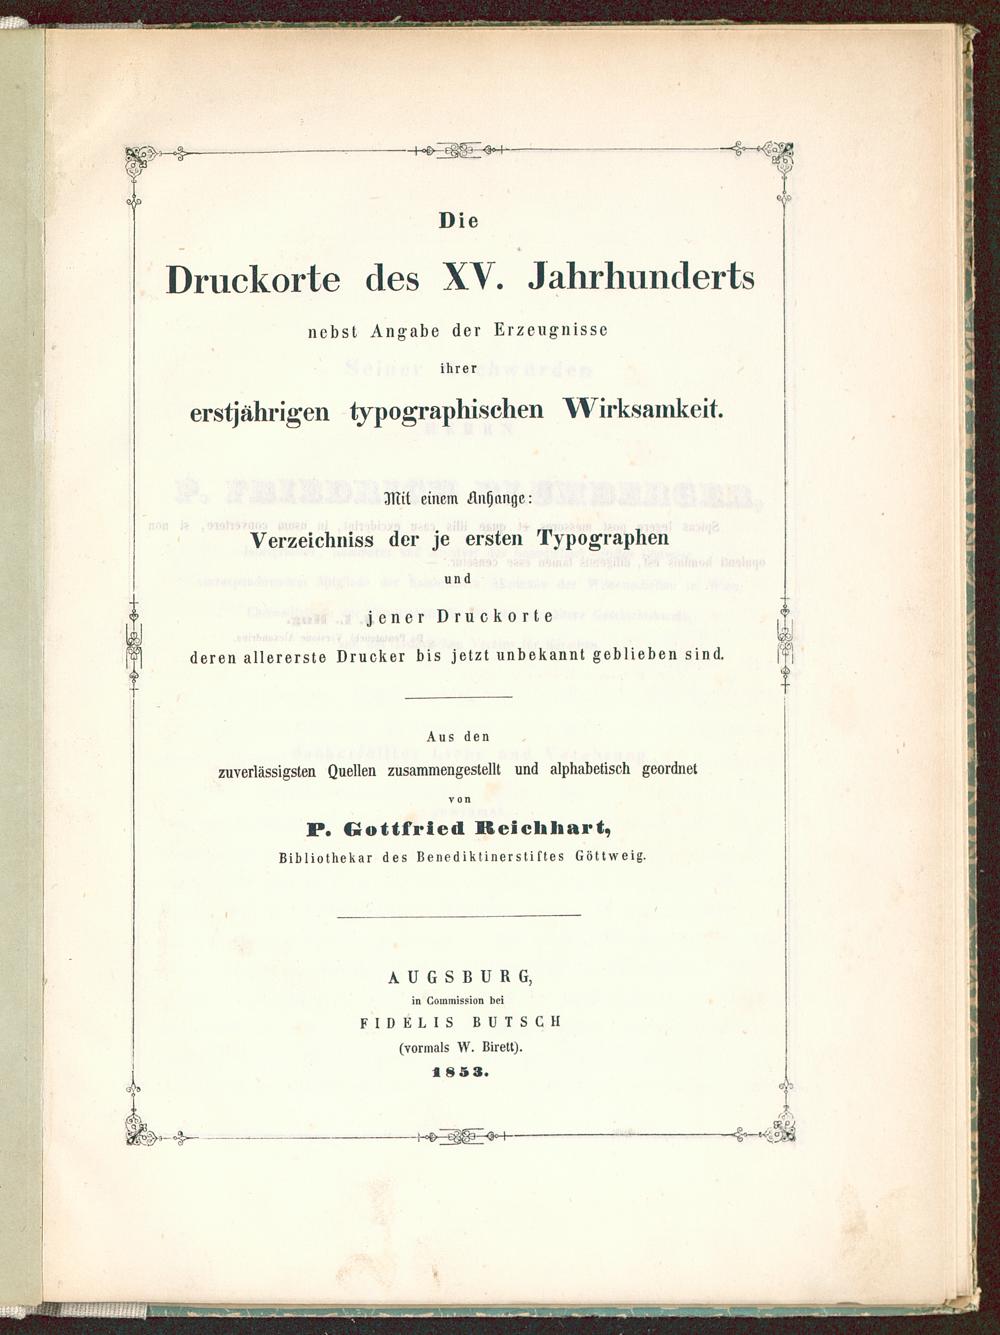 Die
Druckorte des XV. Jahrhunderts
nebst Angabe der Erzeugnisse
ihrer
erstjährigen typographischen Wirksamkeit.
Mit einem Anhange:
Verzeichniss der je ersten Typographen
und
jener Druckorte
deren allererste Drucker bis jetzt unbekannt geblieben sind.
Aus den
zuverlässigsten Quellen zusammengestellt und alphabetisch geordnet
von
P. Gottfried Reichhart,
Bibliothekar des Benediktinerstiftes Göttweig.
AUGSBURG,
in Commission bei
FIDELIS BUTSCH
(vormals W. Birett).
1853.